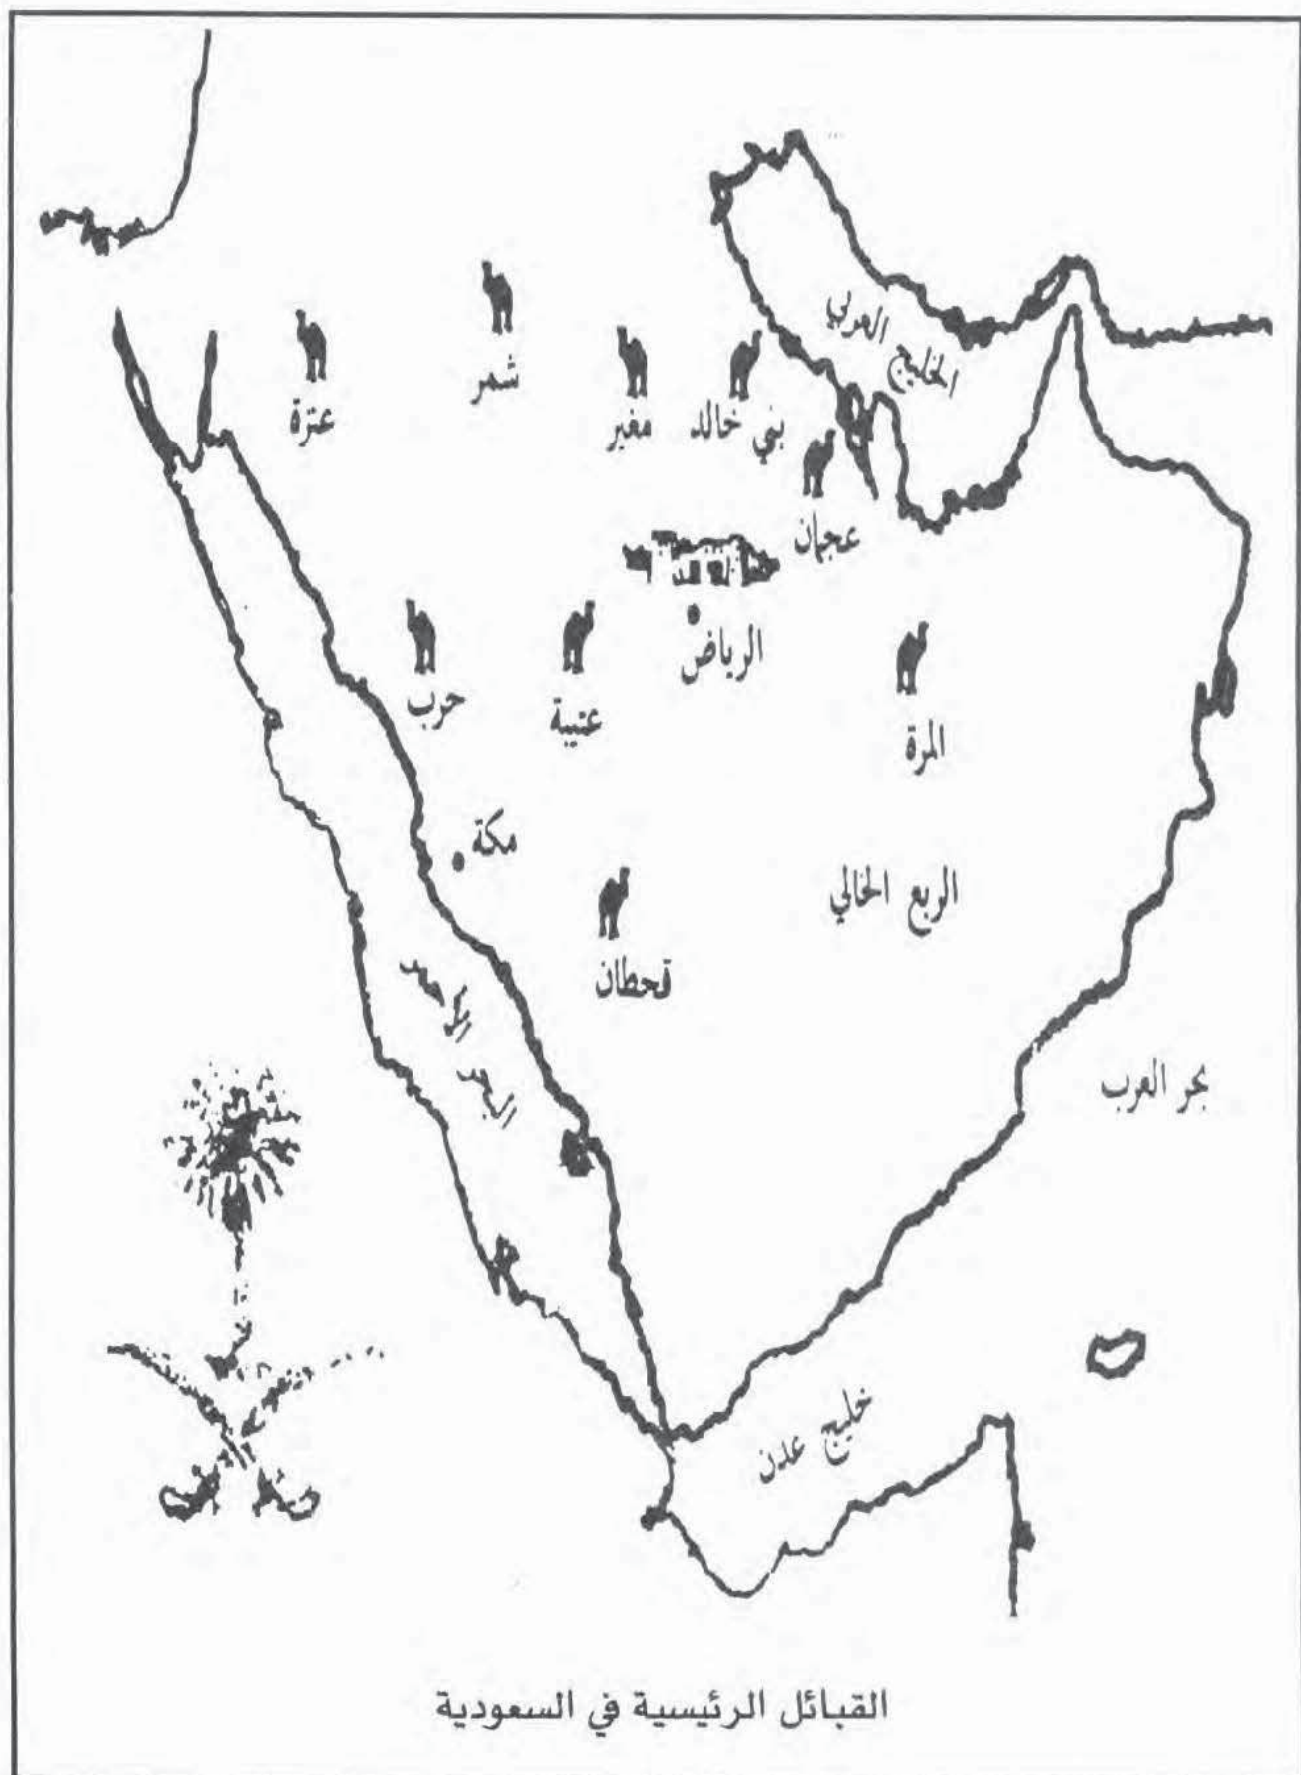 الخليج العربي
شمر
عنزة
مغير
بني خالد
عجمان
الرياض
حرب
عتيبة
المرة
مكة
الربع الخالي
قحطان
البحر
بحر العرب
خليج عدن
القبائل الرئيسية في السعودية